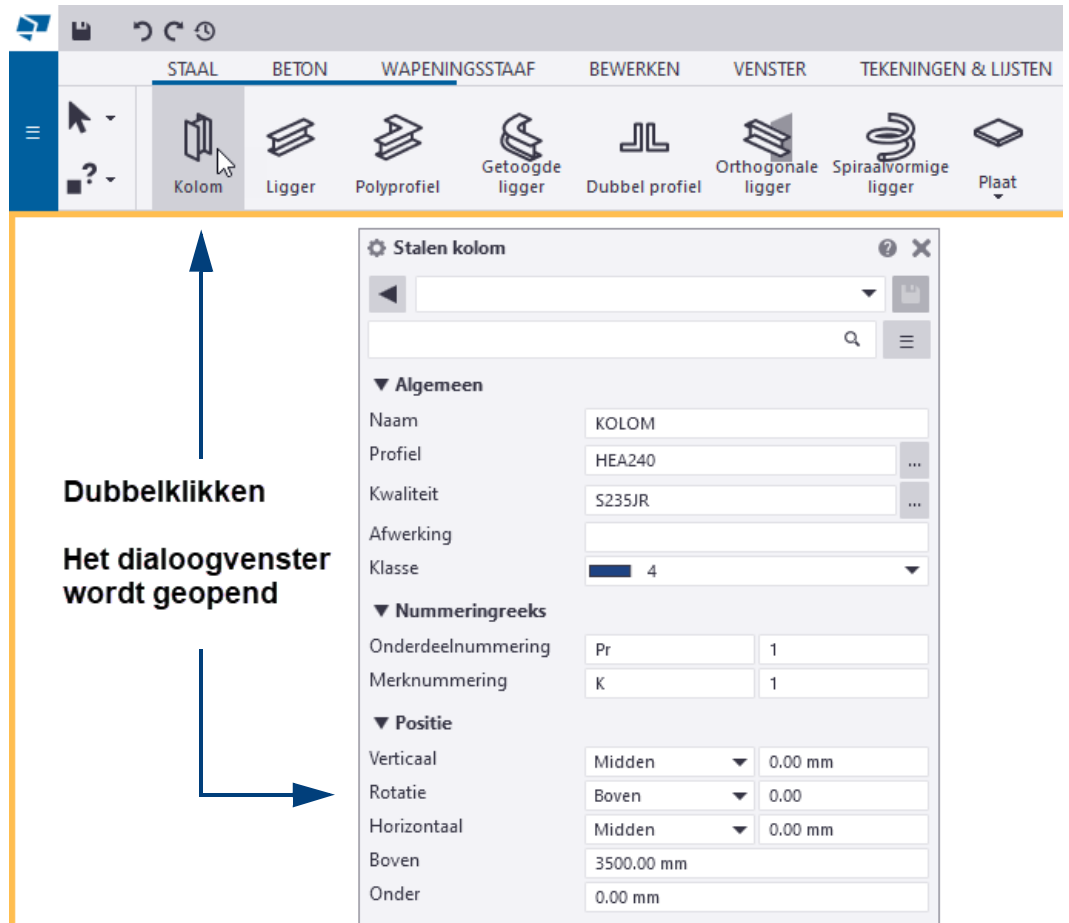 STAAL BETON WAPENINGSSTAAF BEWERKEN VENSTER TEKENINGEN & LIJSTEN
?
Kolom Ligger Polyprofiel Getoogde ligger Dubbel profiel Orthogonale ligger Spiraalvormige ligger Plaat
Stalen kolom
Algemeen
Naam KOLOM
Profiel HEA240 ...
Kwaliteit S235JR ...
Afwerking
Klasse 4
Nummeringreeks
Onderdeelnummering Pr 1
Merknummering K 1
Positie
Verticaal Midden 0.00 mm
Rotatie Boven 0.00
Horizontaal Midden 0.00 mm
Boven 3500.00 mm
Onder 0.00 mm
Dubbelklikken
Het dialoogvenster
wordt geopend